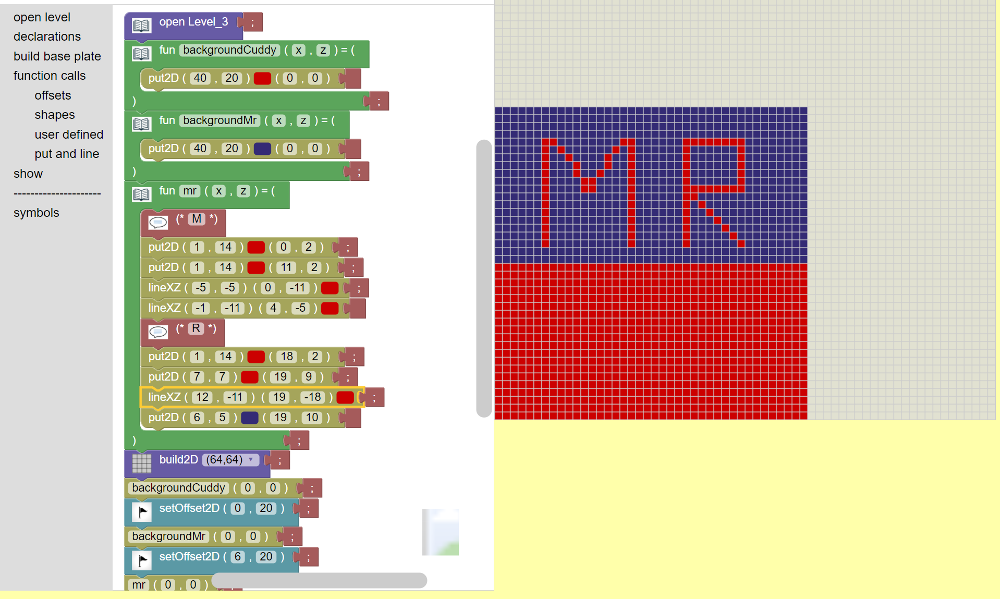 open level
declarations
build base plate
function calls
offsets
shapes
user defined
put and line
show
---------------------
symbols
open Level_3 ;
fun backgroundCuddy ( x , z ) = (
put2D ( 40 , 20 ) ( 0 , 0 )
) ;
fun backgroundMr ( x , z ) = (
put2D ( 40 , 20 ) ( 0 , 0 )
) ;
fun mr ( x , z ) = (
(* M *)
put2D ( 1 , 14 ) ( 0 , 2 ) ;
put2D ( 1 , 14 ) ( 11 , 2 ) ;
lineXZ ( -5 , -5 ) ( 0 , -11 ) ;
lineXZ ( -1 , -11 ) ( 4 , -5 )
(* R *)
put2D ( 1 , 14 ) ( 18 , 2 ) ;
put2D ( 7 , 7 ) ( 19 , 9 ) ;
lineXZ ( 12 , -11 ) ( 19 , -18 ) ;
put2D ( 6 , 5 ) ( 19 , 10 )
) ;
build2D (64,64) ;
backgroundCuddy ( 0 , 0 ) ;
setOffset2D ( 0 , 20 ) ;
backgroundMr ( 0 , 0 ) ;
setOffset2D ( 6 , 20 ) ;
mr ( 0 , 0 )
MR